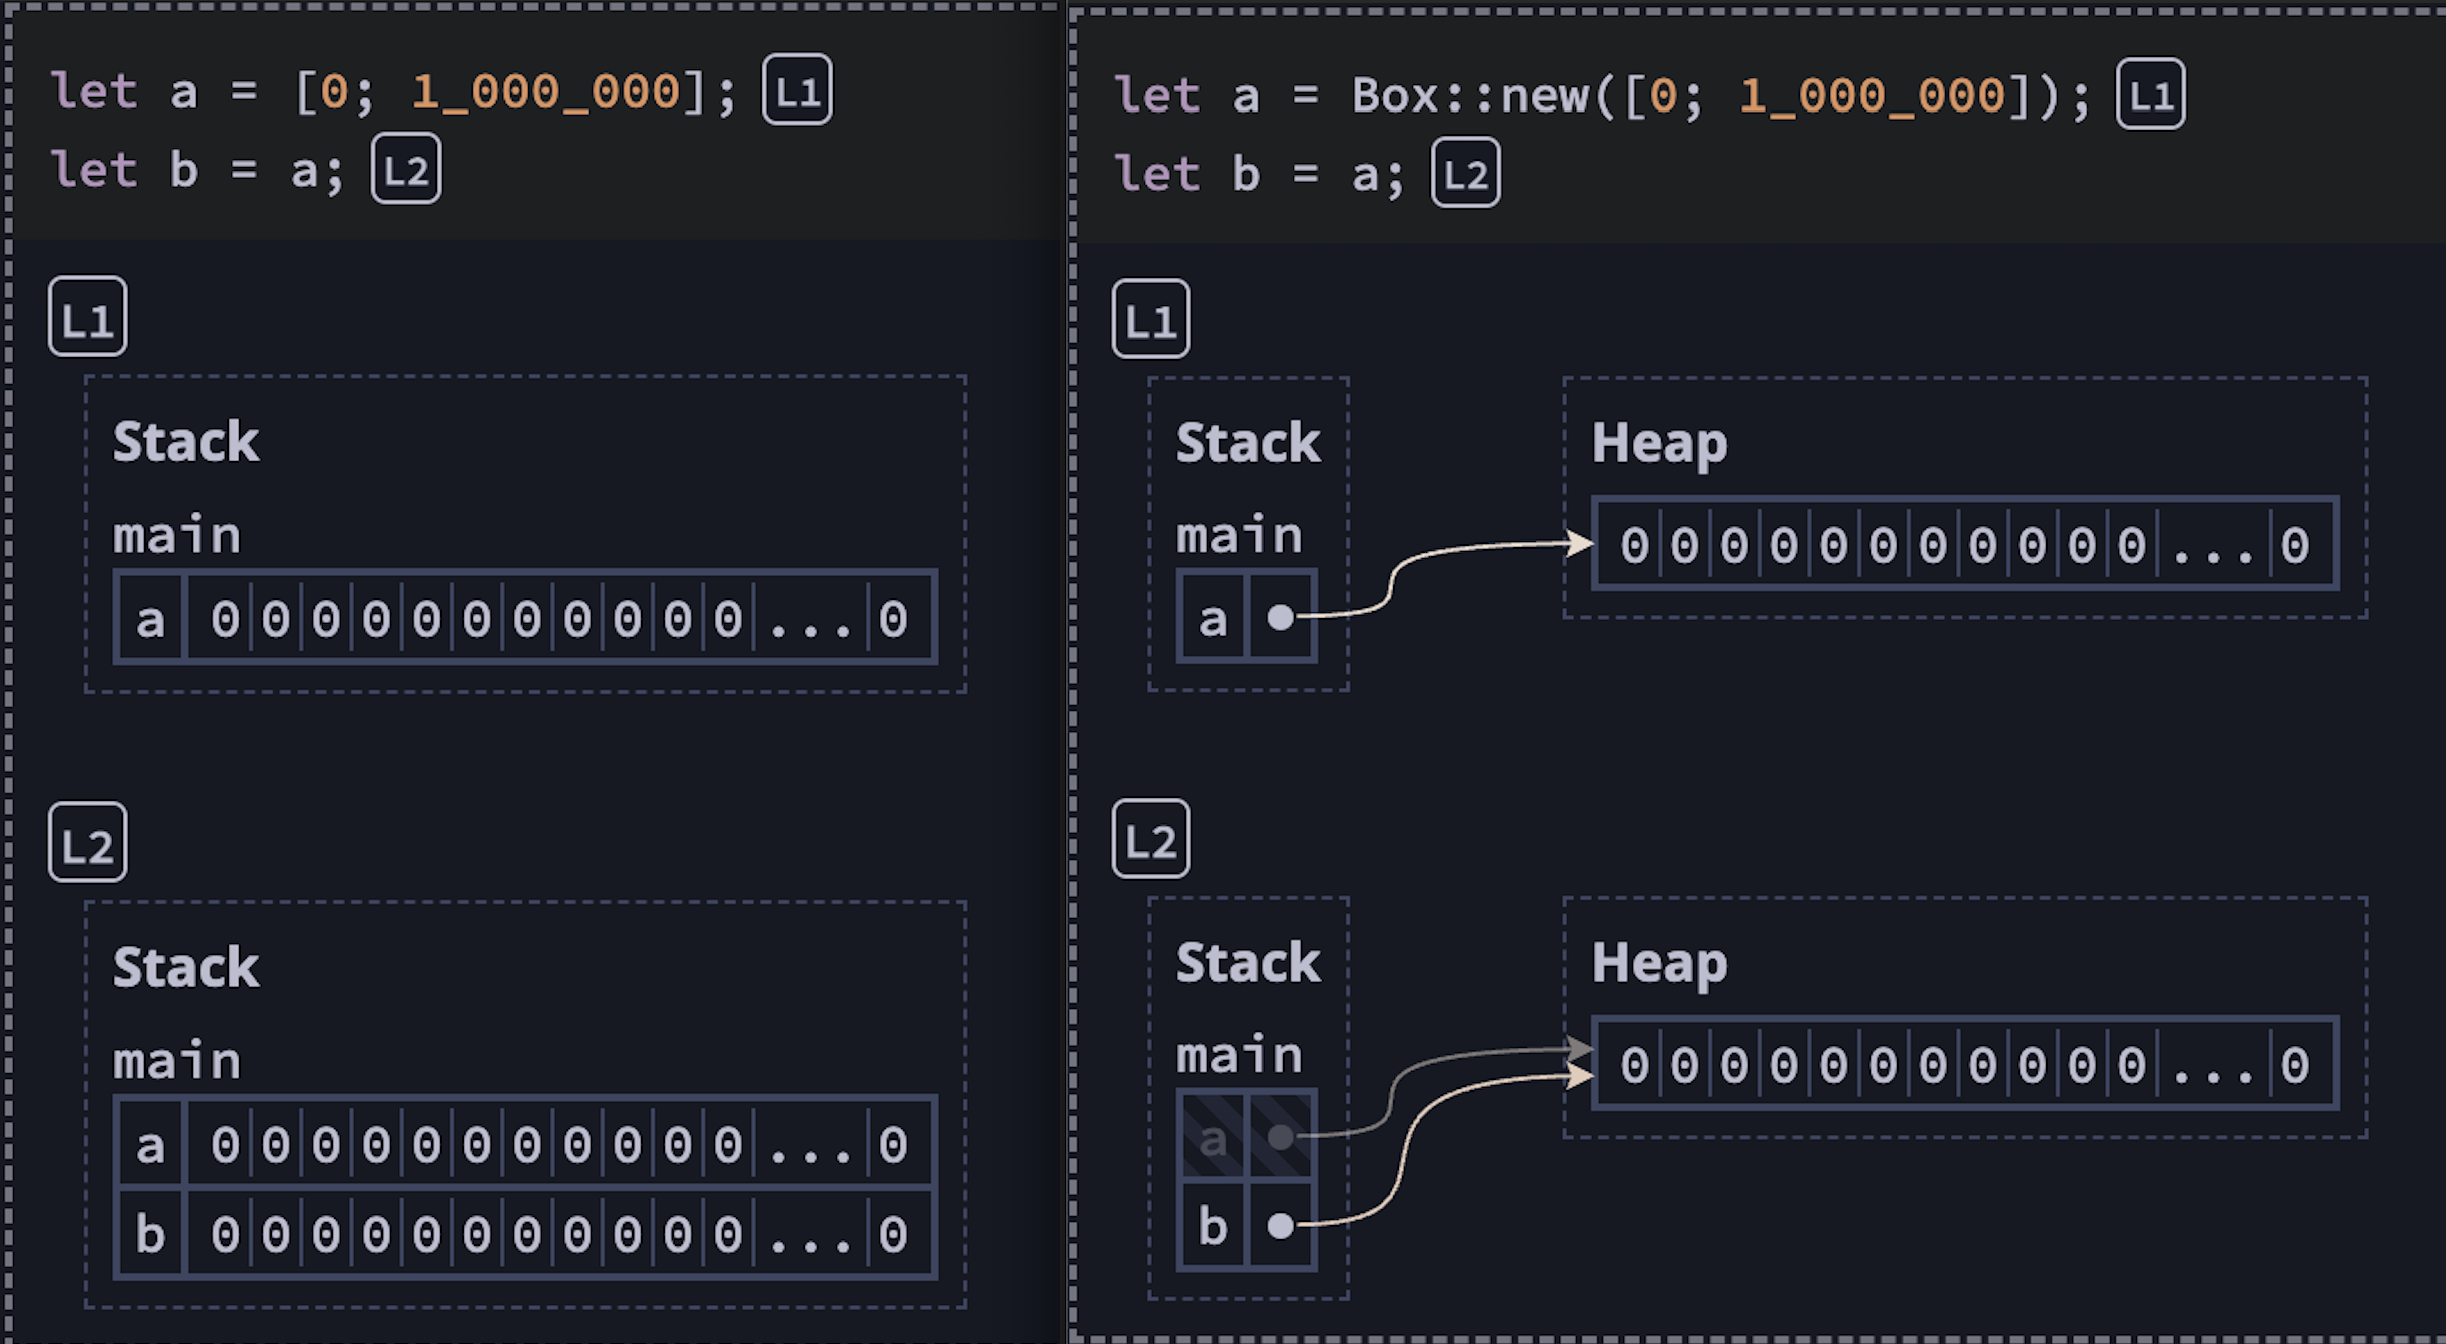 let a = [0; 1_000_000]; L1
let b = a; L2
L1
Stack
main
a 0 0 0 0 0 0 0 0 0 0 0 ... 0
L2
Stack
main
a 0 0 0 0 0 0 0 0 0 0 0 ... 0
b 0 0 0 0 0 0 0 0 0 0 0 ... 0
let a = Box::new([0; 1_000_000]); L1
let b = a; L2
L1
Stack
main
a
Heap
0 0 0 0 0 0 0 0 0 0 0 ... 0
L2
Stack
main
a
b
Heap
0 0 0 0 0 0 0 0 0 0 0 ... 0